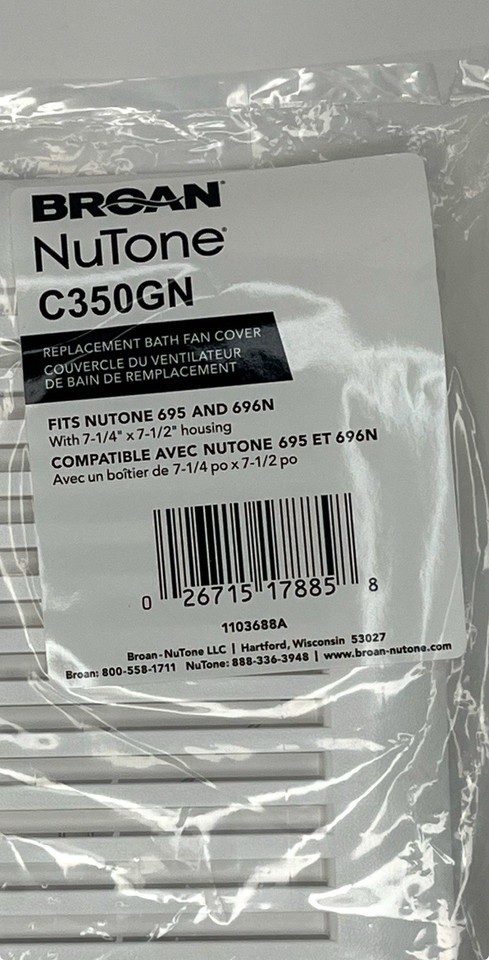 BROAN®
NuTone®
C350GN
REPLACEMENT BATH FAN COVER
COUVERCLE DU VENTILATEUR
DE BAIN DE REMPLACEMENT
FITS NUTONE 695 AND 696N
With 7-1/4" x 7-1/2" housing
COMPATIBLE AVEC NUTONE 695 ET 696N
Avec un boîtier de 7-1/4 po x 7-1/2 po
0 26715 17885 8
1103688A
Broan-NuTone LLC | Hartford, Wisconsin 53027
Broan: 800-558-1711 NuTone: 888-336-3948 | www.broan-nutone.com